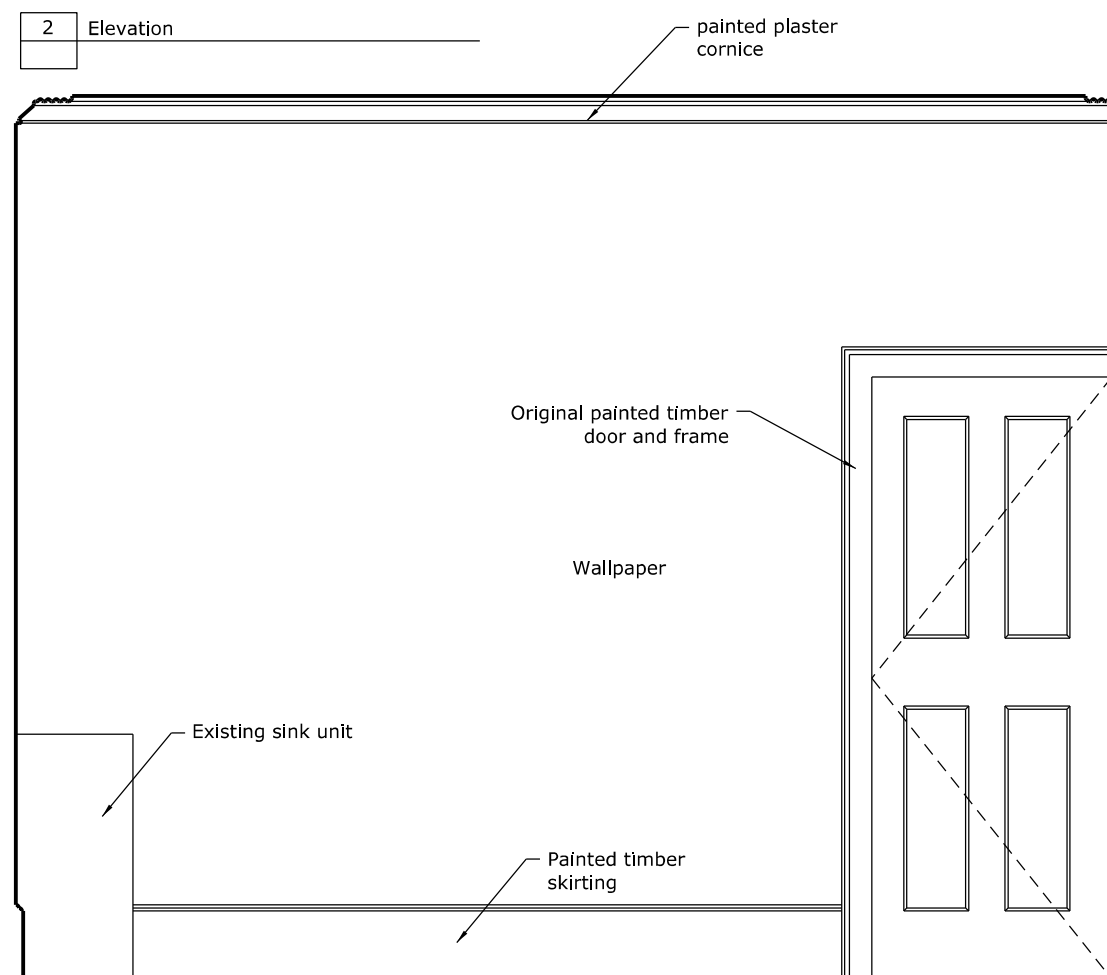 2 Elevation
painted plaster
cornice
Original painted timber
door and frame
Wallpaper
Existing sink unit
Painted timber
skirting